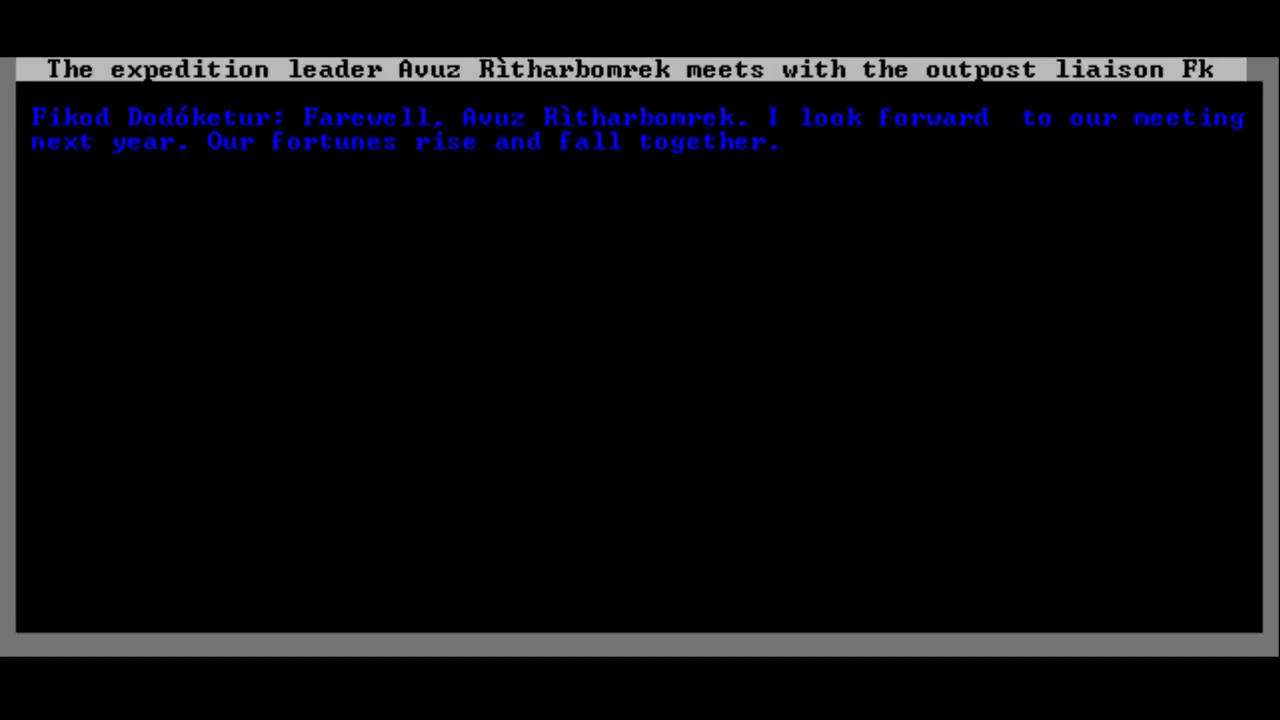 The expedition leader Avuz Rìtharbomrek meets with the outpost liaison Fk
Fikod Dodóketur: Farewell, Avuz Rìtharbomrek. I look forward  to our meeting
next year. Our fortunes rise and fall together.